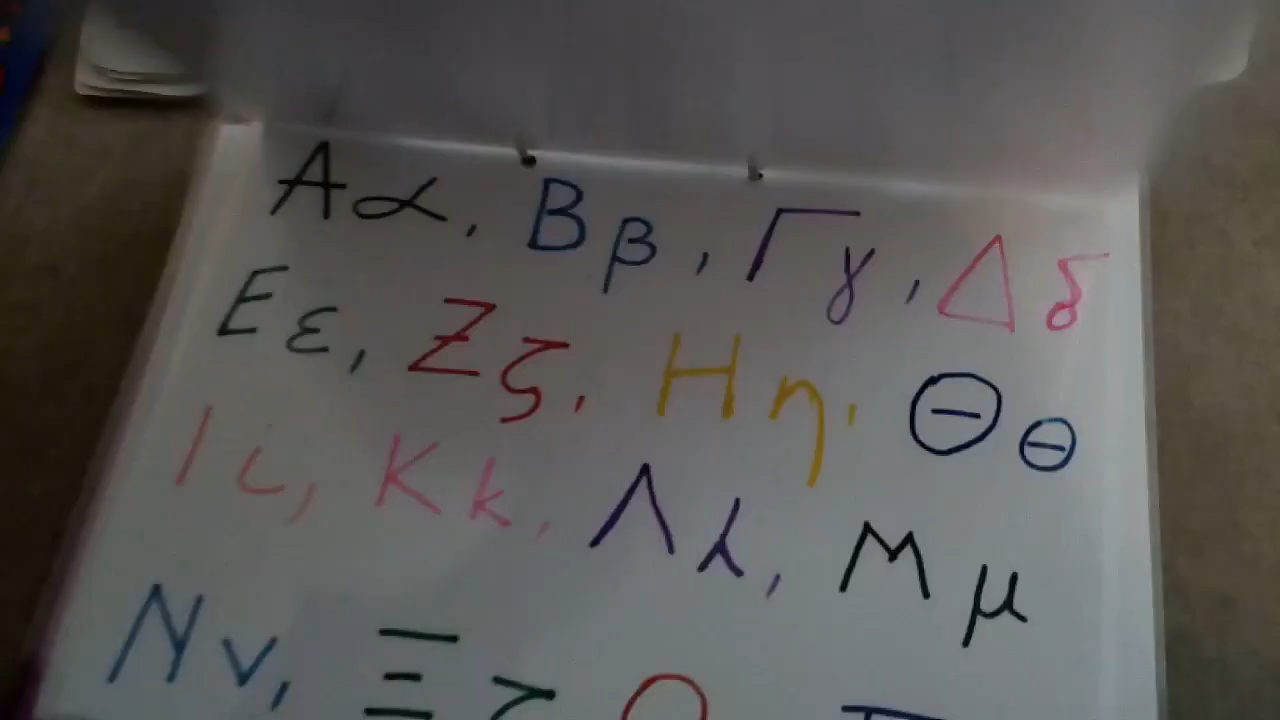 Αα, Ββ, Γγ, Δδ
Εε, Ζζ, Ηη, Θθ
Ιι, Κk, Λλ, Μμ
Νν, Ξ